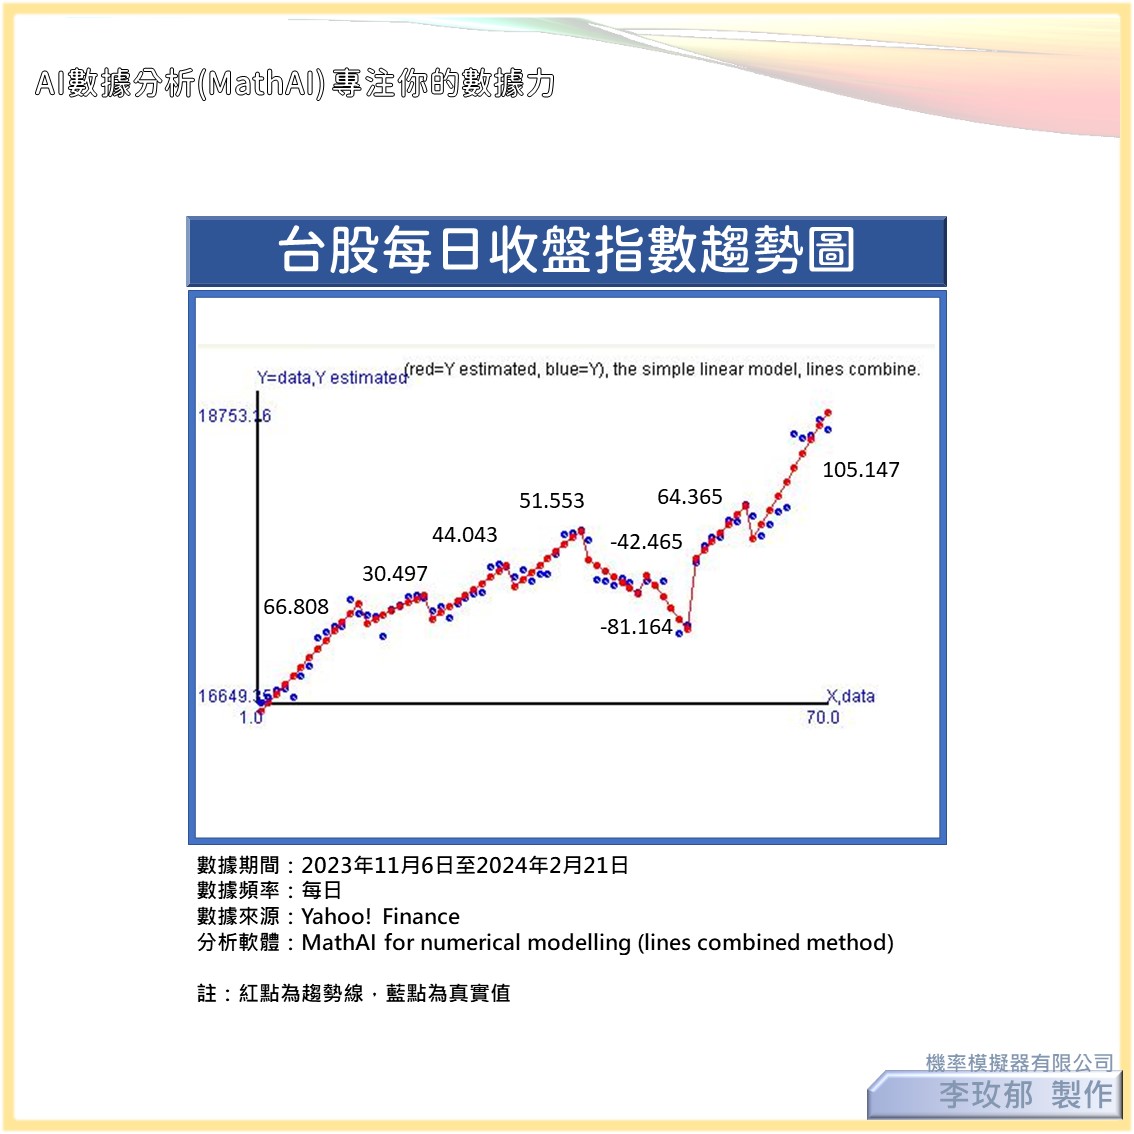 AI數據分析(MathAI) 專注你的數據力
台股每日收盤指數趨勢圖
(red=Y estimated, blue=Y), the simple linear model, lines combine.
Y=data,Y estimated
18753.16
105.147
64.365
51.553
44.043
-42.465
30.497
66.808
-81.164
16649.35
X,data
1.0
70.0
數據期間：2023年11月6日至2024年2月21日
數據頻率：每日
數據來源：Yahoo! Finance
分析軟體：MathAI for numerical modelling (lines combined method)
註：紅點為趨勢線，藍點為真實值
機率模擬器有限公司
李玫郁 製作